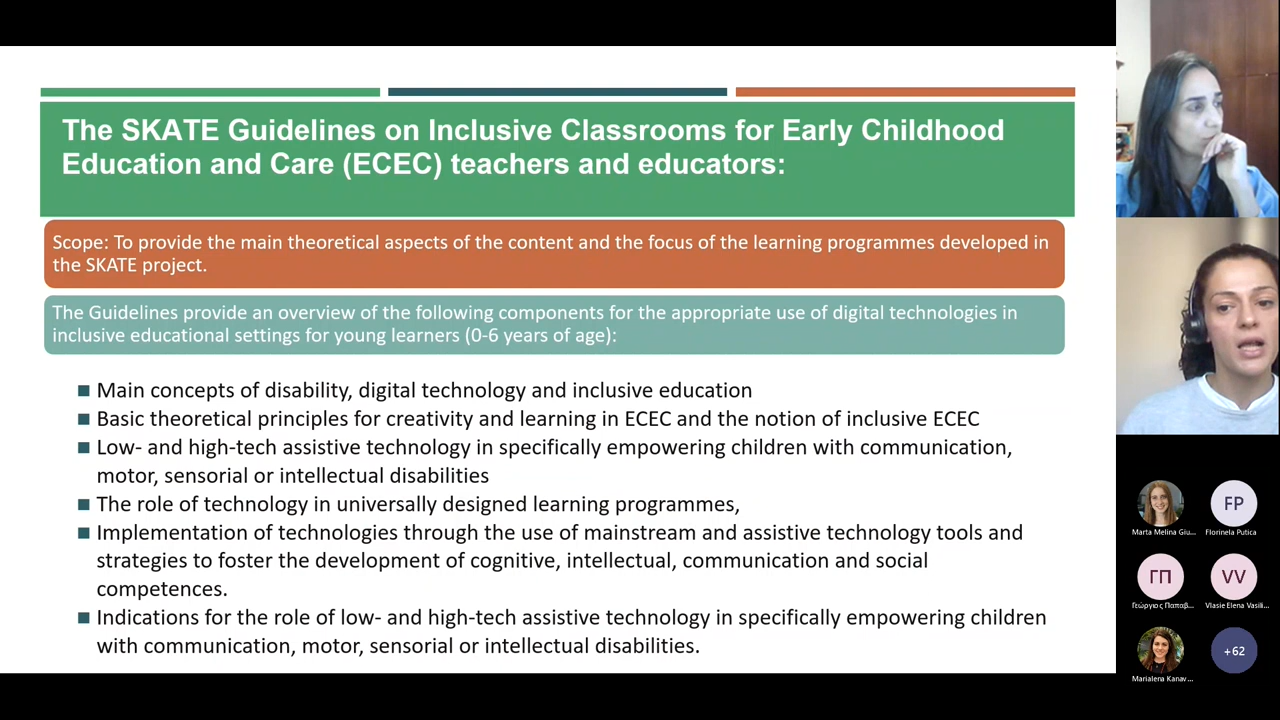 The SKATE Guidelines on Inclusive Classrooms for Early Childhood
Education and Care (ECEC) teachers and educators:
Scope: To provide the main theoretical aspects of the content and the focus of the learning programmes developed in
the SKATE project.
The Guidelines provide an overview of the following components for the appropriate use of digital technologies in
inclusive educational settings for young learners (0-6 years of age):
Main concepts of disability, digital technology and inclusive education
Basic theoretical principles for creativity and learning in ECEC and the notion of inclusive ECEC
Low- and high-tech assistive technology in specifically empowering children with communication,
motor, sensorial or intellectual disabilities
The role of technology in universally designed learning programmes,
Implementation of technologies through the use of mainstream and assistive technology tools and
strategies to foster the development of cognitive, intellectual, communication and social
competences.
Indications for the role of low- and high-tech assistive technology in specifically empowering children
with communication, motor, sensorial or intellectual disabilities.
FP
Marta Melina Giu... Florinela Putica
ΓΠ VV
Γεώργιος Παπαβ... Vlasie Elena Vasili...
+62
Marialena Kanav...